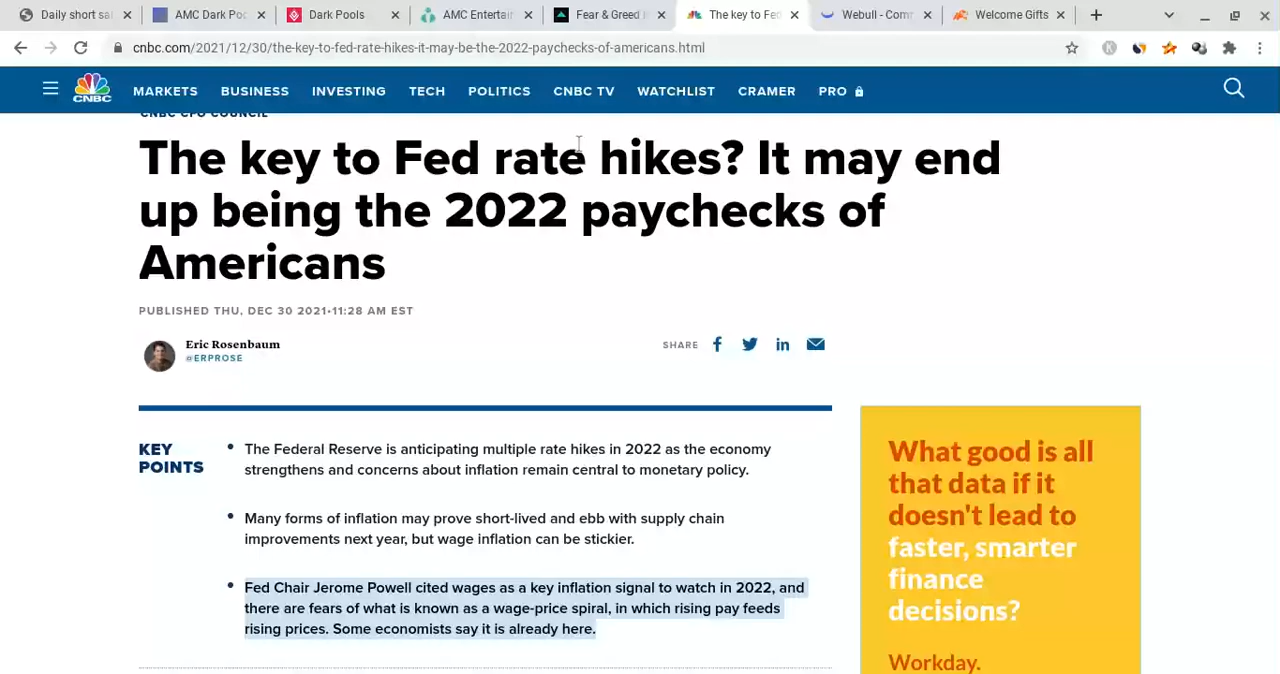 Daily short sa
AMC Dark Poo
Dark Pools
AMC Entertai
Fear & Greed I
The key to Fed
Webull - Com
Welcome Gifts
cnbc.com/2021/12/30/the-key-to-fed-rate-hikes-it-may-be-the-2022-paychecks-of-americans.html
CNBC
MARKETS BUSINESS INVESTING TECH POLITICS CNBC TV WATCHLIST CRAMER PRO
CNBC CFO COUNCIL
The key to Fed rate hikes? It may end
up being the 2022 paychecks of
Americans
PUBLISHED THU, DEC 30 2021•11:28 AM EST
Eric Rosenbaum
@ERPROSE
SHARE
KEY
POINTS
• The Federal Reserve is anticipating multiple rate hikes in 2022 as the economy
strengthens and concerns about inflation remain central to monetary policy.
• Many forms of inflation may prove short-lived and ebb with supply chain
improvements next year, but wage inflation can be stickier.
• Fed Chair Jerome Powell cited wages as a key inflation signal to watch in 2022, and
there are fears of what is known as a wage-price spiral, in which rising pay feeds
rising prices. Some economists say it is already here.
What good is all
that data if it
doesn't lead to
faster, smarter
finance
decisions?
Workday.